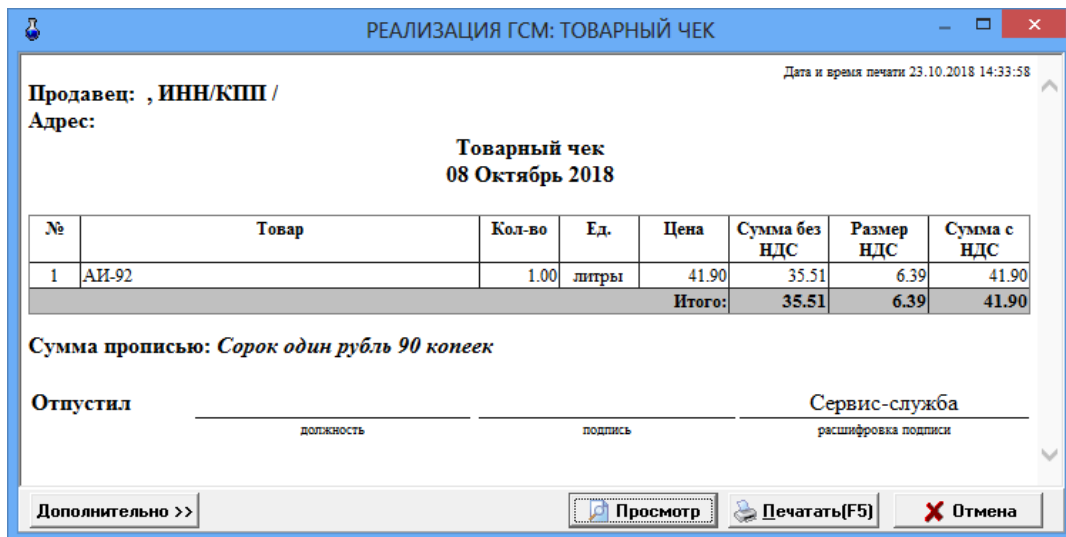 РЕАЛИЗАЦИЯ ГСМ: ТОВАРНЫЙ ЧЕК
Дата и время печати 23.10.2018 14:33:58
Продавец: , ИНН/КПП /
Адрес:
Товарный чек
08 Октябрь 2018
№ Товар Кол-во Ед. Цена Сумма без НДС Размер НДС Сумма с НДС
1 АИ-92 1.00 литры 41.90 35.51 6.39 41.90
Итого: 35.51 6.39 41.90
Сумма прописью: Сорок один рубль 90 копеек
Отпустил Сервис-служба
должность подпись расшифровка подписи
Дополнительно >> Просмотр Печатать(F5) Отмена